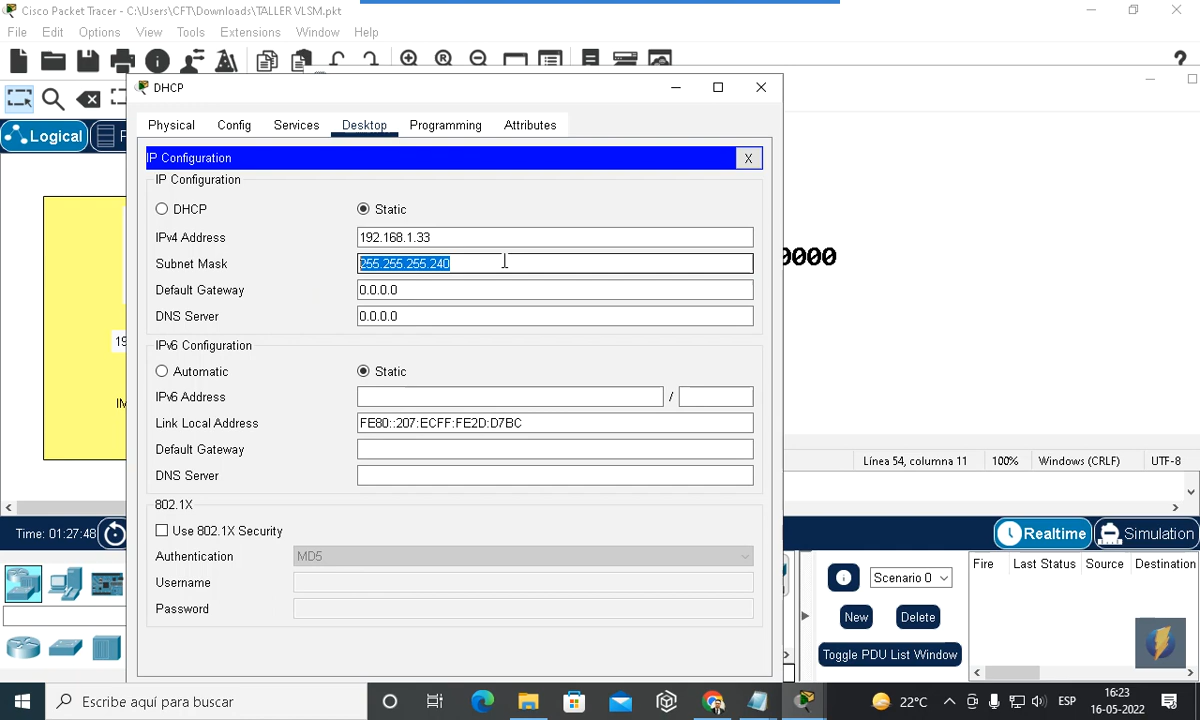 Cisco Packet Tracer - C:\Users\CFT\Downloads\TALLER VLSM.pkt
File Edit Options View Tools Extensions Window Help
DHCP
Physical Config Services Desktop Programming Attributes
Logical
IP Configuration X
IP Configuration
DHCP Static
IPv4 Address 192.168.1.33
Subnet Mask 255.255.255.240
Default Gateway 0.0.0.0
DNS Server 0.0.0.0
IPv6 Configuration
Automatic Static
IPv6 Address /
Link Local Address FE80::207:ECFF:FE2D:D7BC
Default Gateway
DNS Server
802.1X
Use 802.1X Security
Authentication MD5
Username
Password
Línea 54, columna 11 100% Windows (CRLF) UTF-8
Time: 01:27:48
Realtime Simulation
Scenario 0
New Delete
Toggle PDU List Window
Fire Last Status Source Destination
Escribe aquí para buscar
22°C ESP 16:23
16-05-2022